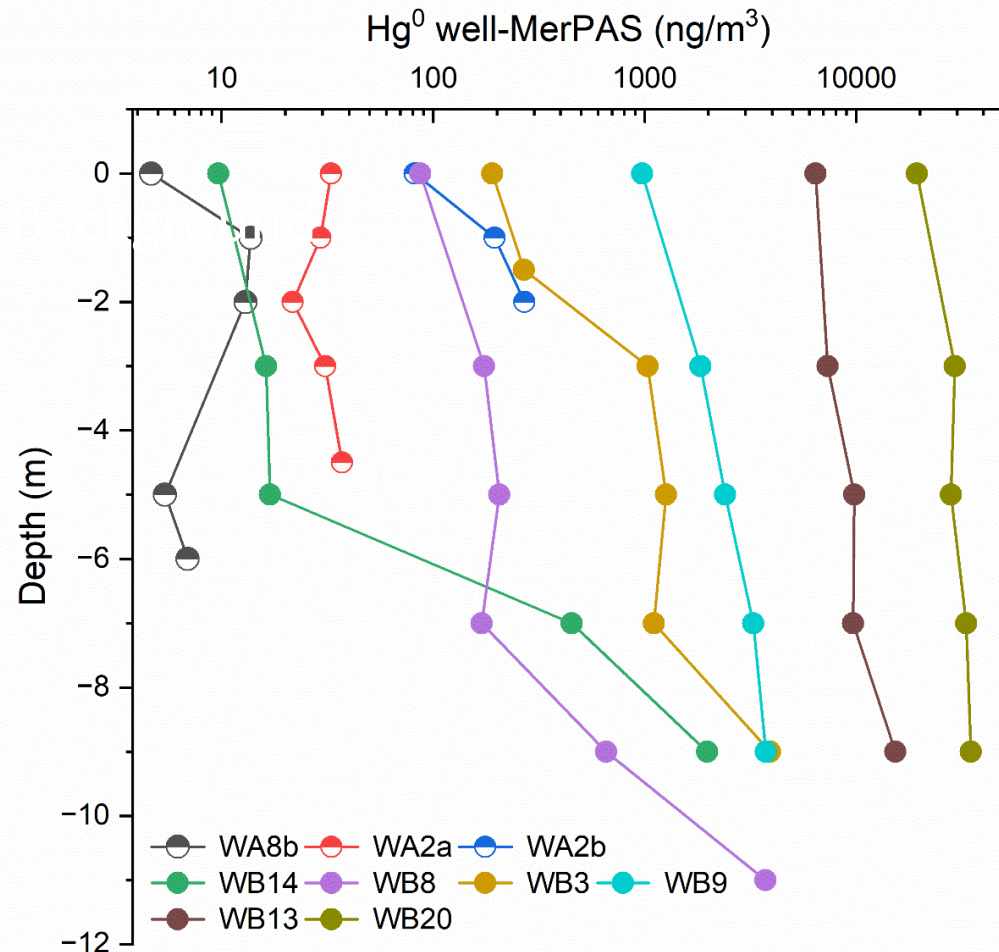 Hg⁰ well-MerPAS (ng/m³)
10 100 1000 10000
0
−2
−4
−6
−8
−10
−12
Depth (m)
WA8b WA2a WA2b
WB14 WB8 WB3 WB9
WB13 WB20